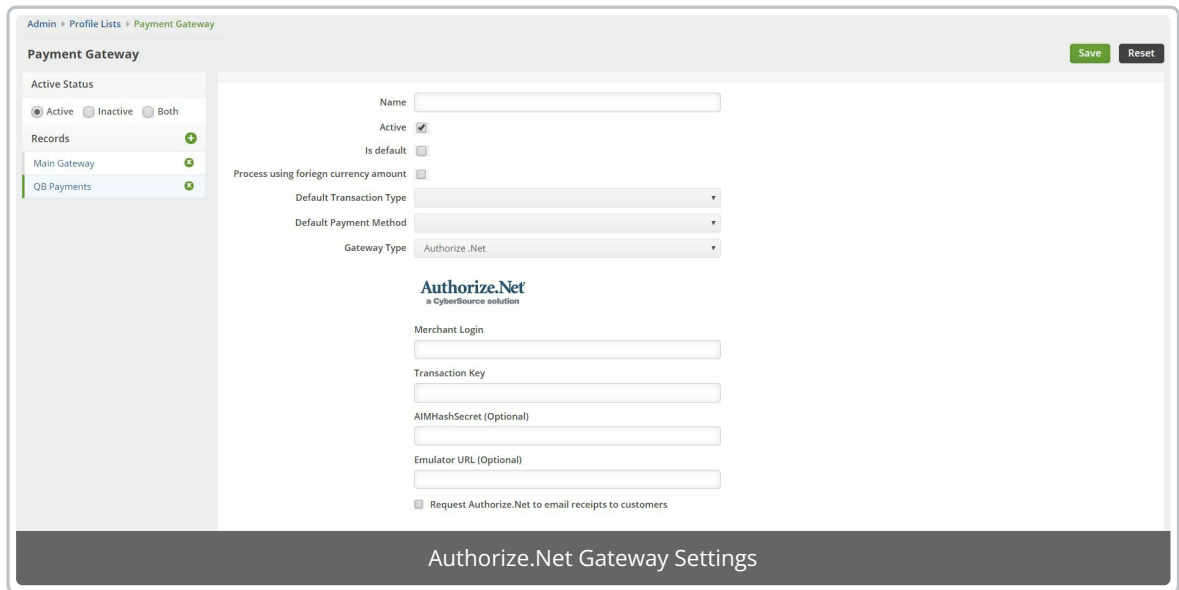 Admin › Profile Lists › Payment Gateway
Payment Gateway
Save Reset
Active Status
Active Inactive Both
Records
Main Gateway
QB Payments
Name
Active
Is default
Process using foriegn currency amount
Default Transaction Type
Default Payment Method
Gateway Type Authorize .Net
Authorize.Net
a CyberSource solution
Merchant Login
Transaction Key
AIMHashSecret (Optional)
Emulator URL (Optional)
Request Authorize.Net to email receipts to customers
Authorize.Net Gateway Settings